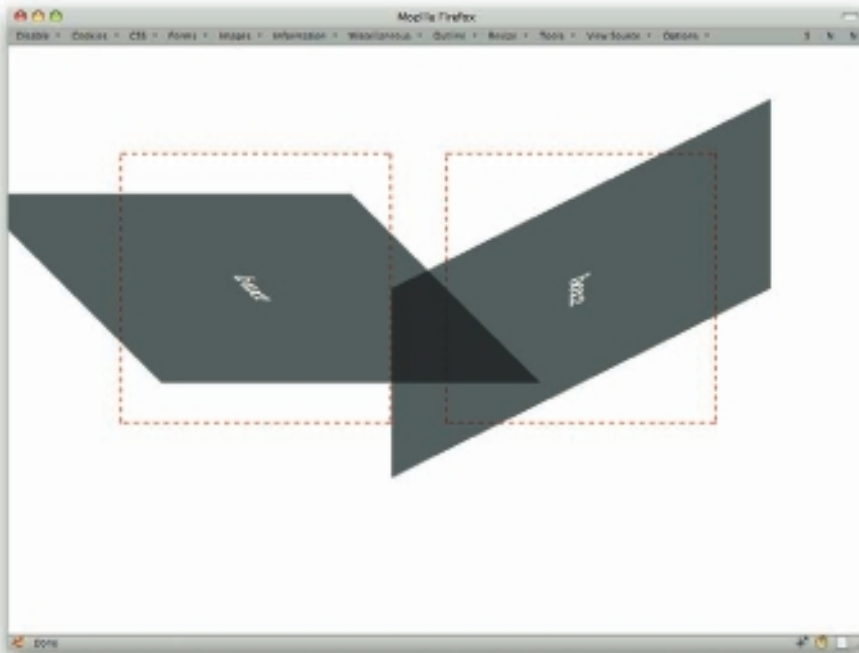 Mozilla Firefox
Disable Cookies CSS Forms Images Information Miscellaneous Outline Resize Tools View Source Options
Done